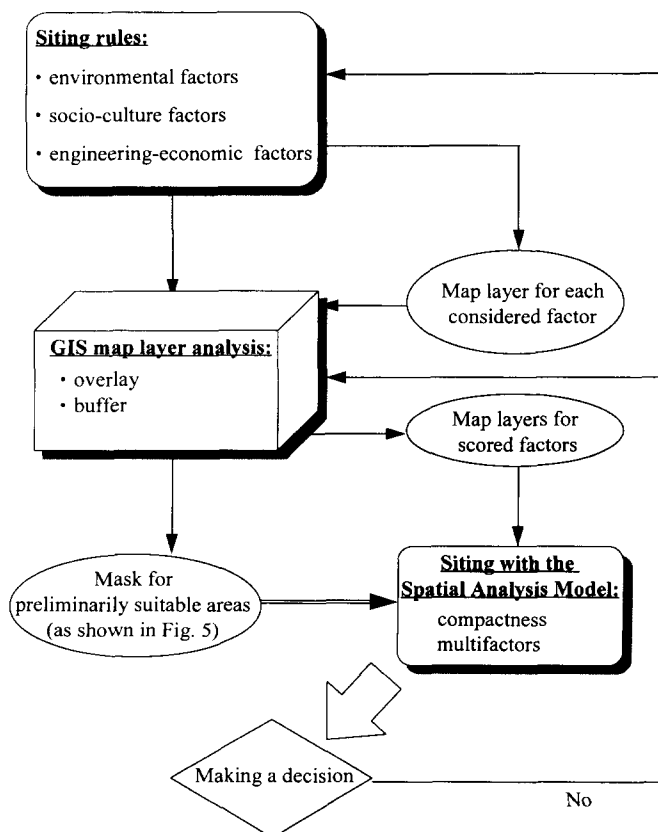 Siting rules:
· environmental factors
· socio-culture factors
· engineering-economic factors
Map layer for each
considered factor
GIS map layer analysis:
· overlay
· buffer
Map layers for
scored factors
Mask for
preliminarily suitable areas
(as shown in Fig. 5)
Siting with the
Spatial Analysis Model:
compactness
multifactors
Making a decision
No